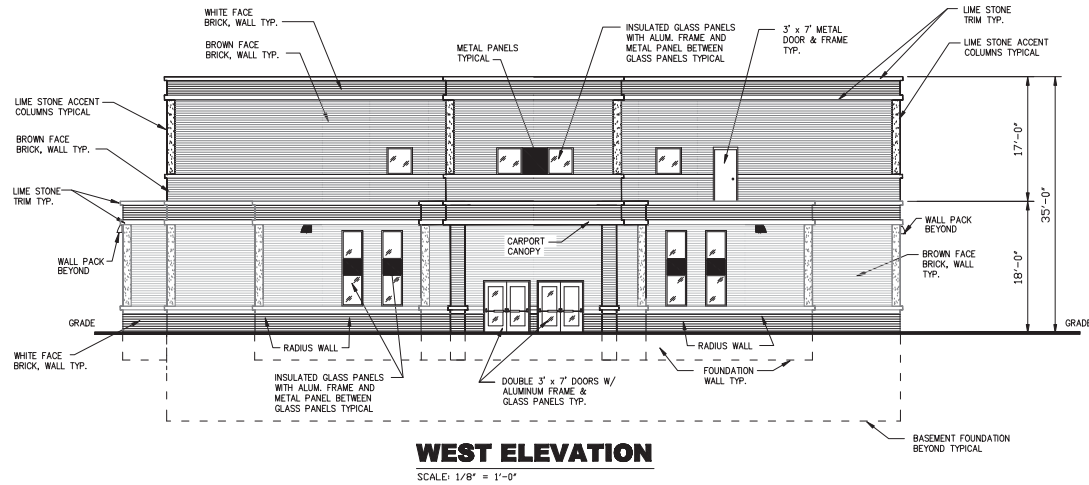 WHITE FACE
BRICK, WALL TYP.
BROWN FACE
BRICK, WALL TYP.
METAL PANELS
TYPICAL
INSULATED GLASS PANELS
WITH ALUM. FRAME AND
METAL PANEL BETWEEN
GLASS PANELS TYPICAL
3' x 7' METAL
DOOR & FRAME
TYP.
LIME STONE
TRIM TYP.
LIME STONE ACCENT
COLUMNS TYPICAL
LIME STONE ACCENT
COLUMNS TYPICAL
BROWN FACE
BRICK, WALL TYP.
LIME STONE
TRIM TYP.
WALL PACK
BEYOND
17'-0"
35'-0"
18'-0"
CARPORT
CANOPY
WALL PACK
BEYOND
BROWN FACE
BRICK, WALL
TYP.
GRADE
GRADE
WHITE FACE
BRICK, WALL TYP.
RADIUS WALL
RADIUS WALL
INSULATED GLASS PANELS
WITH ALUM. FRAME AND
METAL PANEL BETWEEN
GLASS PANELS TYPICAL
DOUBLE 3' x 7' DOORS W/
ALUMINUM FRAME &
GLASS PANELS TYP.
FOUNDATION
WALL TYP.
BASEMENT FOUNDATION
BEYOND TYPICAL
WEST ELEVATION
SCALE: 1/8" = 1'-0"